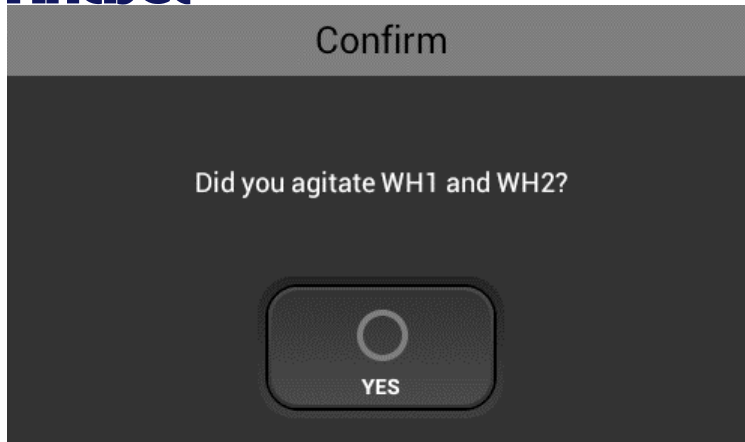 Confirm
Did you agitate WH1 and WH2?
YES